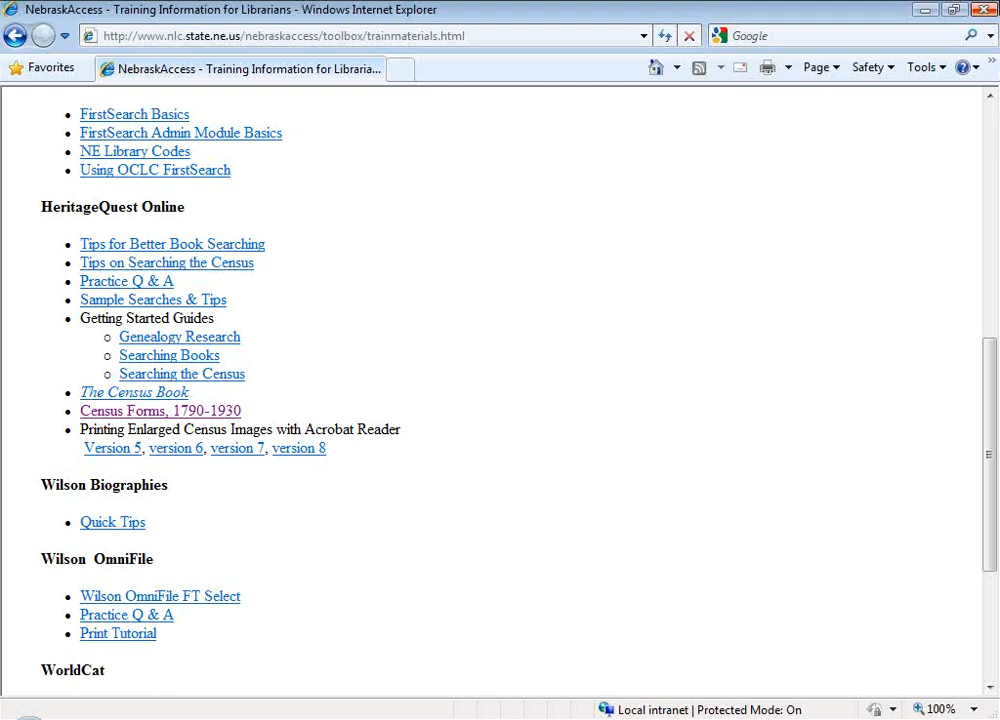 NebraskAccess - Training Information for Librarians - Windows Internet Explorer
http://www.nlc.state.ne.us/nebraskaccess/toolbox/trainmaterials.html
Google
Favorites
NebraskAccess - Training Information for Libraria...
Page
Safety
Tools
FirstSearch Basics
FirstSearch Admin Module Basics
NE Library Codes
Using OCLC FirstSearch
HeritageQuest Online
Tips for Better Book Searching
Tips on Searching the Census
Practice Q & A
Sample Searches & Tips
Getting Started Guides
Genealogy Research
Searching Books
Searching the Census
The Census Book
Census Forms, 1790-1930
Printing Enlarged Census Images with Acrobat Reader
Version 5, version 6, version 7, version 8
Wilson Biographies
Quick Tips
Wilson  OmniFile
Wilson OmniFile FT Select
Practice Q & A
Print Tutorial
WorldCat
Local intranet | Protected Mode: On
100%